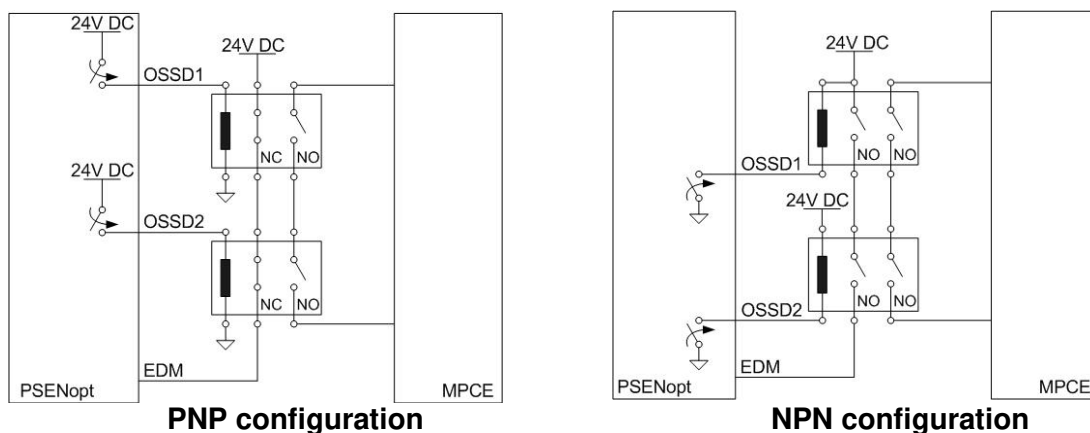 24V DC
OSSD1
24V DC
NC
NO
24V DC
OSSD2
NC
NO
EDM
PSENopt
MPCE
PNP configuration
24V DC
NO
NO
OSSD1
24V DC
NO
NO
OSSD2
EDM
PSENopt
MPCE
NPN configuration